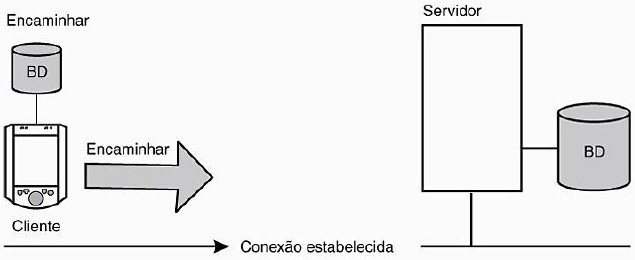 Encaminhar
BD
Encaminhar
Cliente
Conexão estabelecida
Servidor
BD